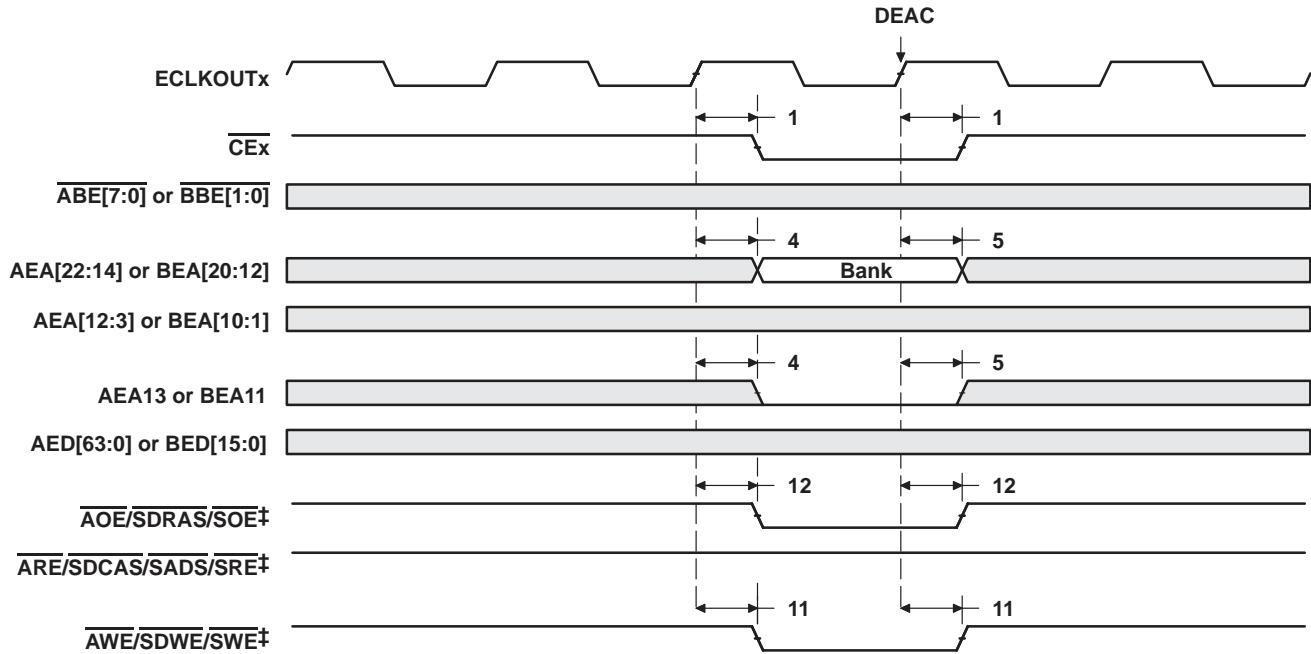 DEAC
ECLKOUTx
1 1
CEx
ABE[7:0] or BBE[1:0]
4 5
AEA[22:14] or BEA[20:12] Bank
AEA[12:3] or BEA[10:1]
4 5
AEA13 or BEA11
AED[63:0] or BED[15:0]
12 12
AOE/SDRAS/SOE‡
ARE/SDCAS/SADS/SRE‡
11 11
AWE/SDWE/SWE‡